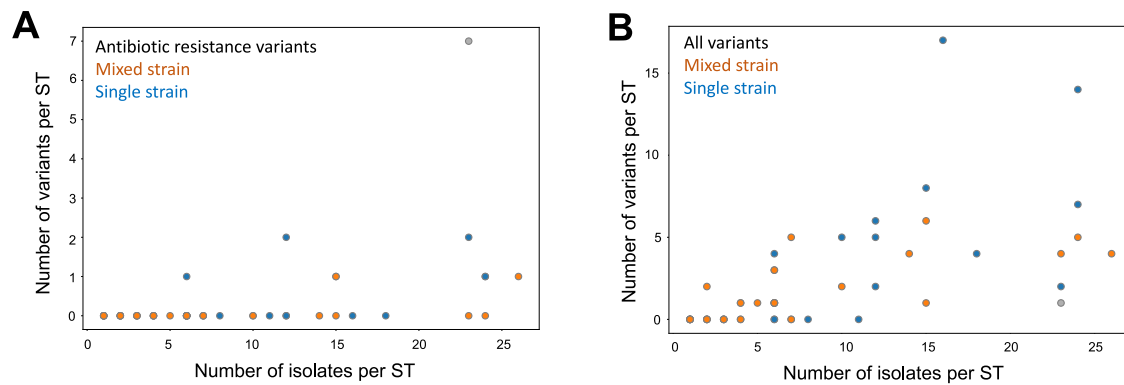 A
Antibiotic resistance variants
Mixed strain
Single strain
Number of variants per ST
7
6
5
4
3
2
1
0
0 5 10 15 20 25
Number of isolates per ST
B
All variants
Mixed strain
Single strain
Number of variants per ST
15
10
5
0
0 5 10 15 20 25
Number of isolates per ST